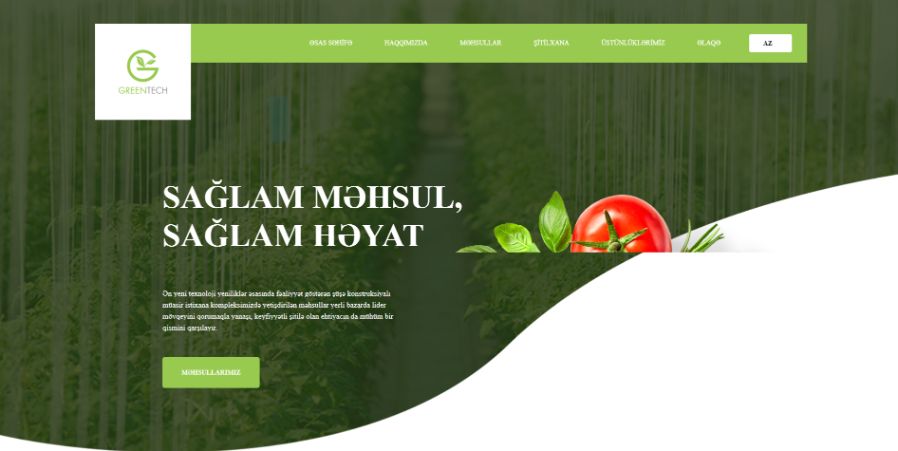 ƏSAS SƏHİFƏ HAQQIMIZDA MƏHSULLAR ŞİTİLXANA ÜSTÜNLÜKLƏRİMİZ ƏLAQƏ AZ
GREENTECH
SAĞLAM MƏHSUL,
SAĞLAM HƏYAT
Ən yeni texnoloji yeniliklər əsasında fəaliyyət göstərən şüşə konstruksiyalı
müasir istixana kompleksimizdə yetişdirilən məhsullar yerli bazarda lider
mövqeyini qorumaqla yanaşı, keyfiyyətli şitilə olan ehtiyacın da mühüm bir
qismini qarşılayır.
MƏHSULLARIMIZ